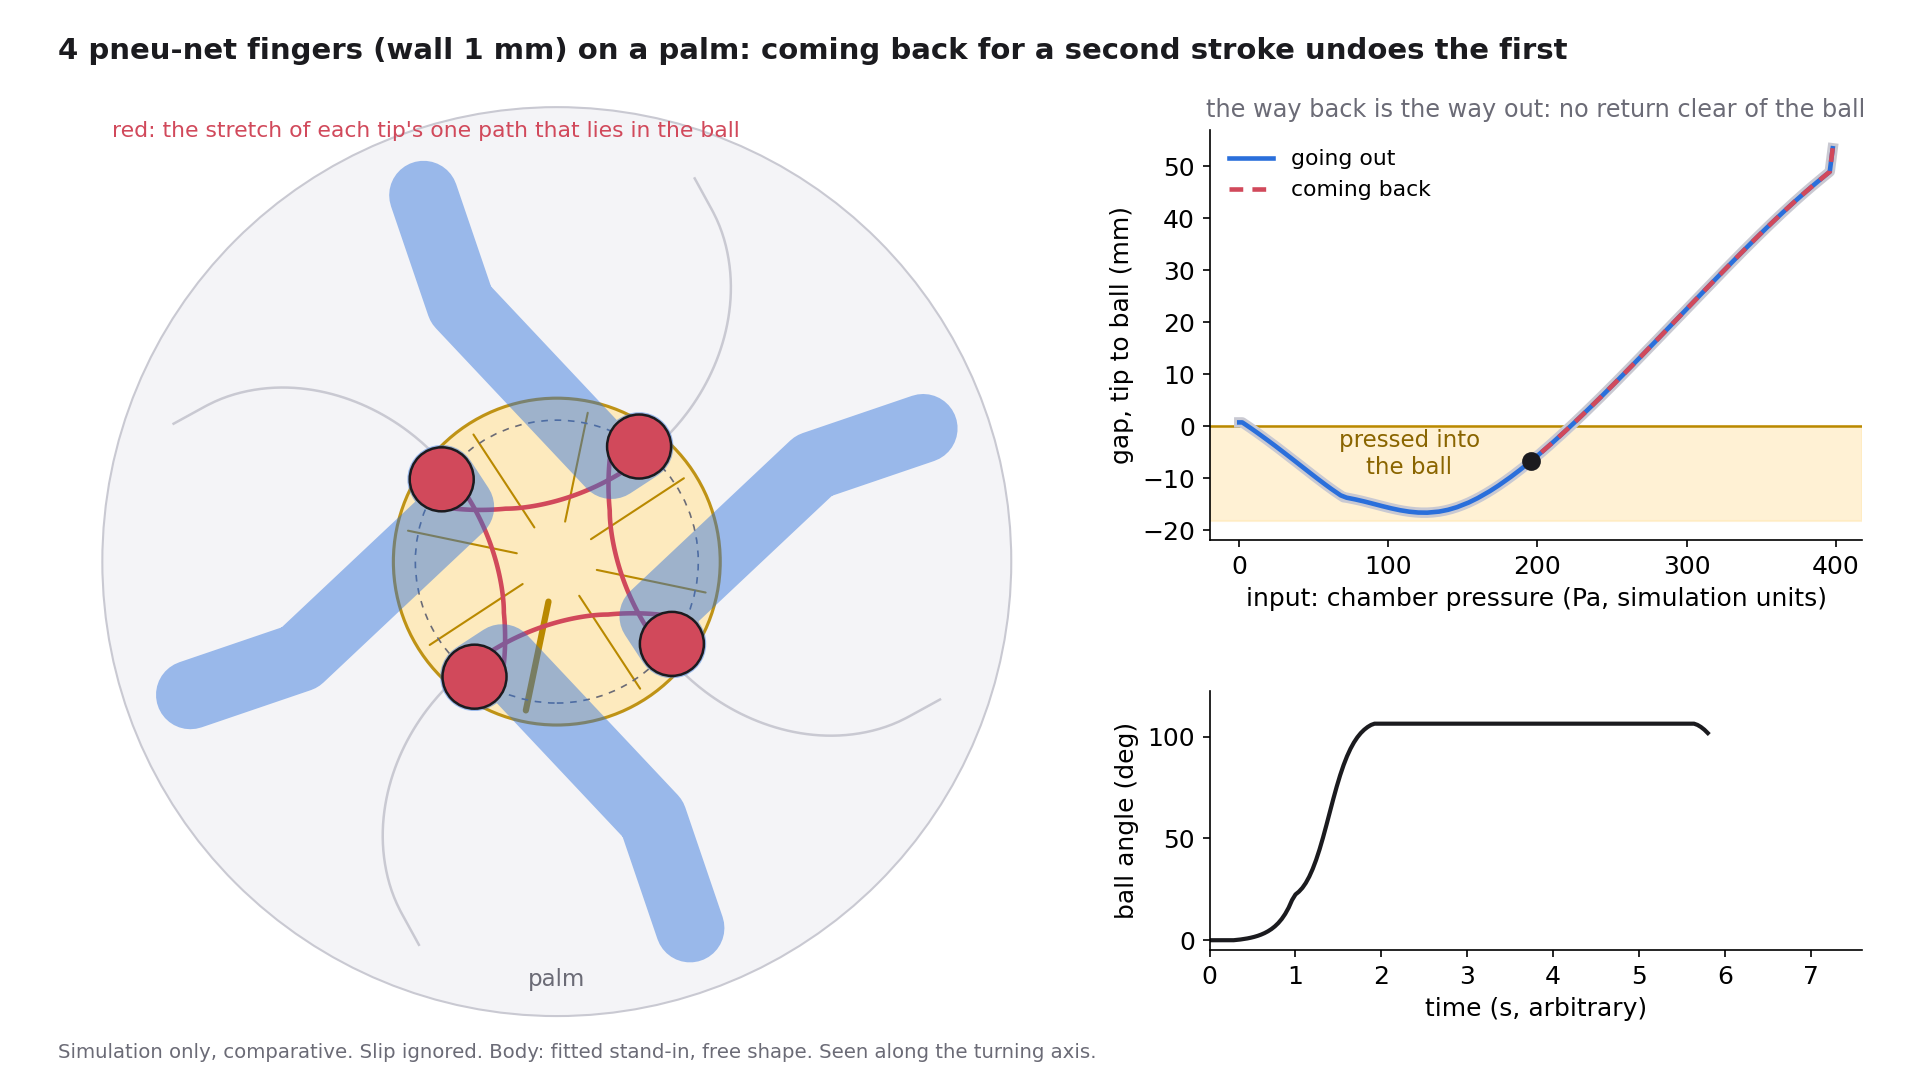 4 pneu-net fingers (wall 1 mm) on a palm: coming back for a second stroke undoes the first
red: the stretch of each tip's one path that lies in the ball
palm
the way back is the way out: no return clear of the ball
going out
coming back
pressed into
the ball
gap, tip to ball (mm)
50
40
30
20
10
0
−10
−20
0 100 200 300 400
input: chamber pressure (Pa, simulation units)
ball angle (deg)
100
50
0
0 1 2 3 4 5 6 7
time (s, arbitrary)
Simulation only, comparative. Slip ignored. Body: fitted stand-in, free shape. Seen along the turning axis.